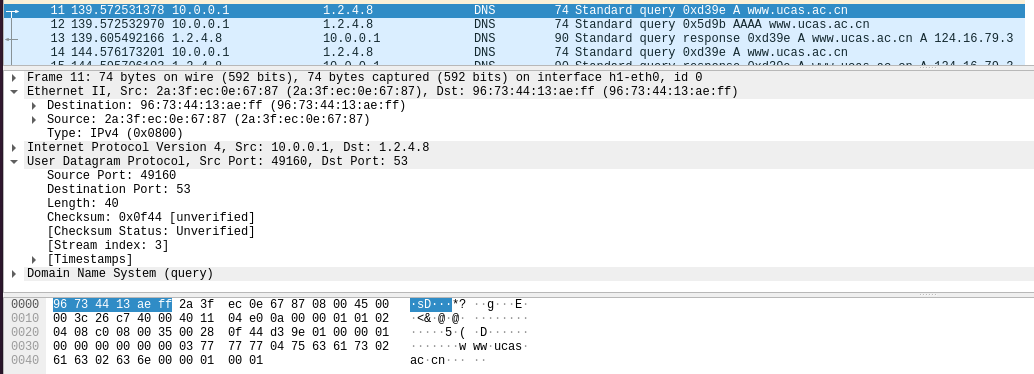 11 139.572531378 10.0.0.1 1.2.4.8 DNS 74 Standard query 0xd39e A www.ucas.ac.cn
12 139.572532970 10.0.0.1 1.2.4.8 DNS 74 Standard query 0x5d9b AAAA www.ucas.ac.cn
13 139.605492166 1.2.4.8 10.0.0.1 DNS 90 Standard query response 0xd39e A www.ucas.ac.cn A 124.16.79.3
14 144.576173201 10.0.0.1 1.2.4.8 DNS 74 Standard query 0xd39e A www.ucas.ac.cn
Frame 11: 74 bytes on wire (592 bits), 74 bytes captured (592 bits) on interface h1-eth0, id 0
Ethernet II, Src: 2a:3f:ec:0e:67:87 (2a:3f:ec:0e:67:87), Dst: 96:73:44:13:ae:ff (96:73:44:13:ae:ff)
Destination: 96:73:44:13:ae:ff (96:73:44:13:ae:ff)
Source: 2a:3f:ec:0e:67:87 (2a:3f:ec:0e:67:87)
Type: IPv4 (0x0800)
Internet Protocol Version 4, Src: 10.0.0.1, Dst: 1.2.4.8
User Datagram Protocol, Src Port: 49160, Dst Port: 53
Source Port: 49160
Destination Port: 53
Length: 40
Checksum: 0x0f44 [unverified]
[Checksum Status: Unverified]
[Stream index: 3]
[Timestamps]
Domain Name System (query)
0000 96 73 44 13 ae ff 2a 3f ec 0e 67 87 08 00 45 00 ·sD···*? ··g···E·
0010 00 3c 26 c7 40 00 40 11 04 e0 0a 00 00 01 01 02 ·<&·@·@· ········
0020 04 08 c0 08 00 35 00 28 0f 44 d3 9e 01 00 00 01 ·····5·( ·D······
0030 00 00 00 00 00 00 03 77 77 77 04 75 63 61 73 02 ·······w ww·ucas·
0040 61 63 02 63 6e 00 00 01 00 01 ac·cn··· ··